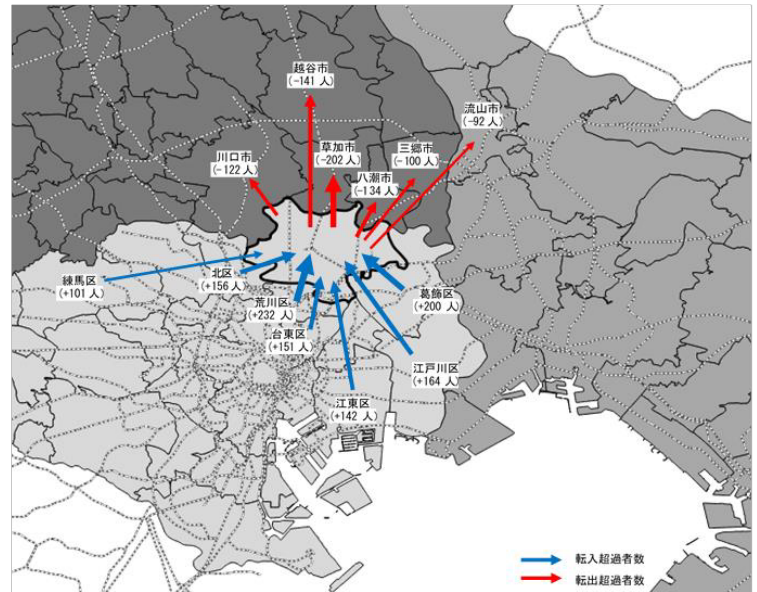 越谷市
(-141 人)
流山市
(-92 人)
草加市
(-202 人)
三郷市
(-100 人)
川口市
(-122 人)
八潮市
(-134 人)
練馬区
(+101 人)
北区
(+156 人)
荒川区
(+232 人)
葛飾区
(+200 人)
台東区
(+151 人)
江戸川区
(+164 人)
江東区
(+142 人)
転入超過者数
転出超過者数